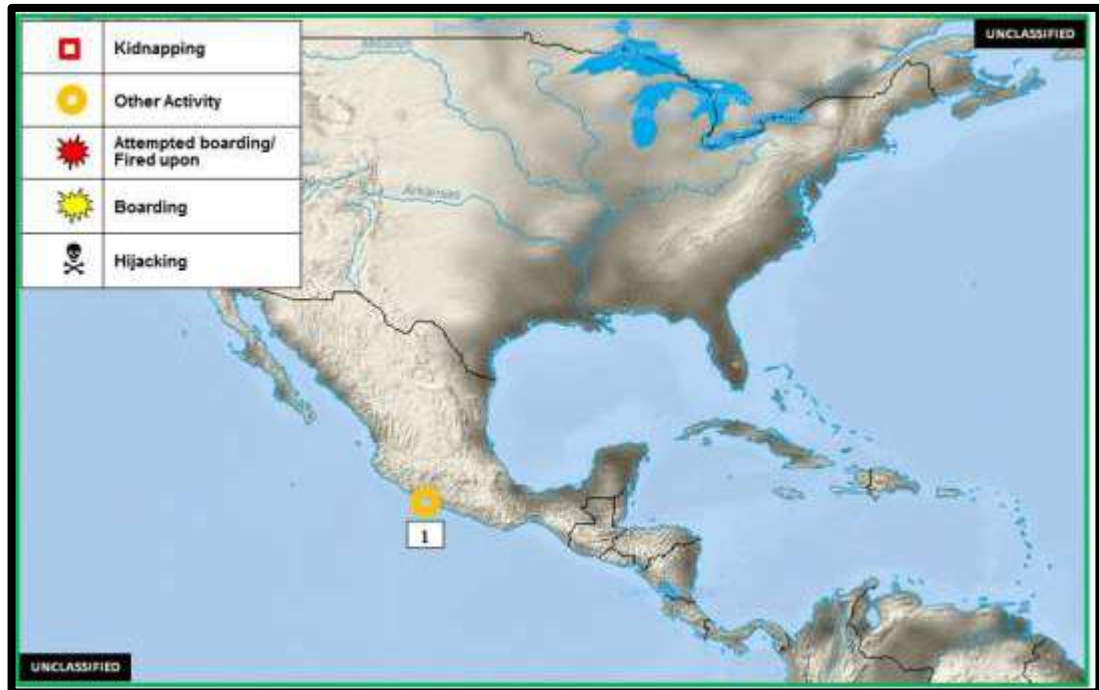 UNCLASSIFIED
Kidnapping
Other Activity
Attempted boarding/
Fired upon
Boarding
Hijacking
Arkansas
1
UNCLASSIFIED